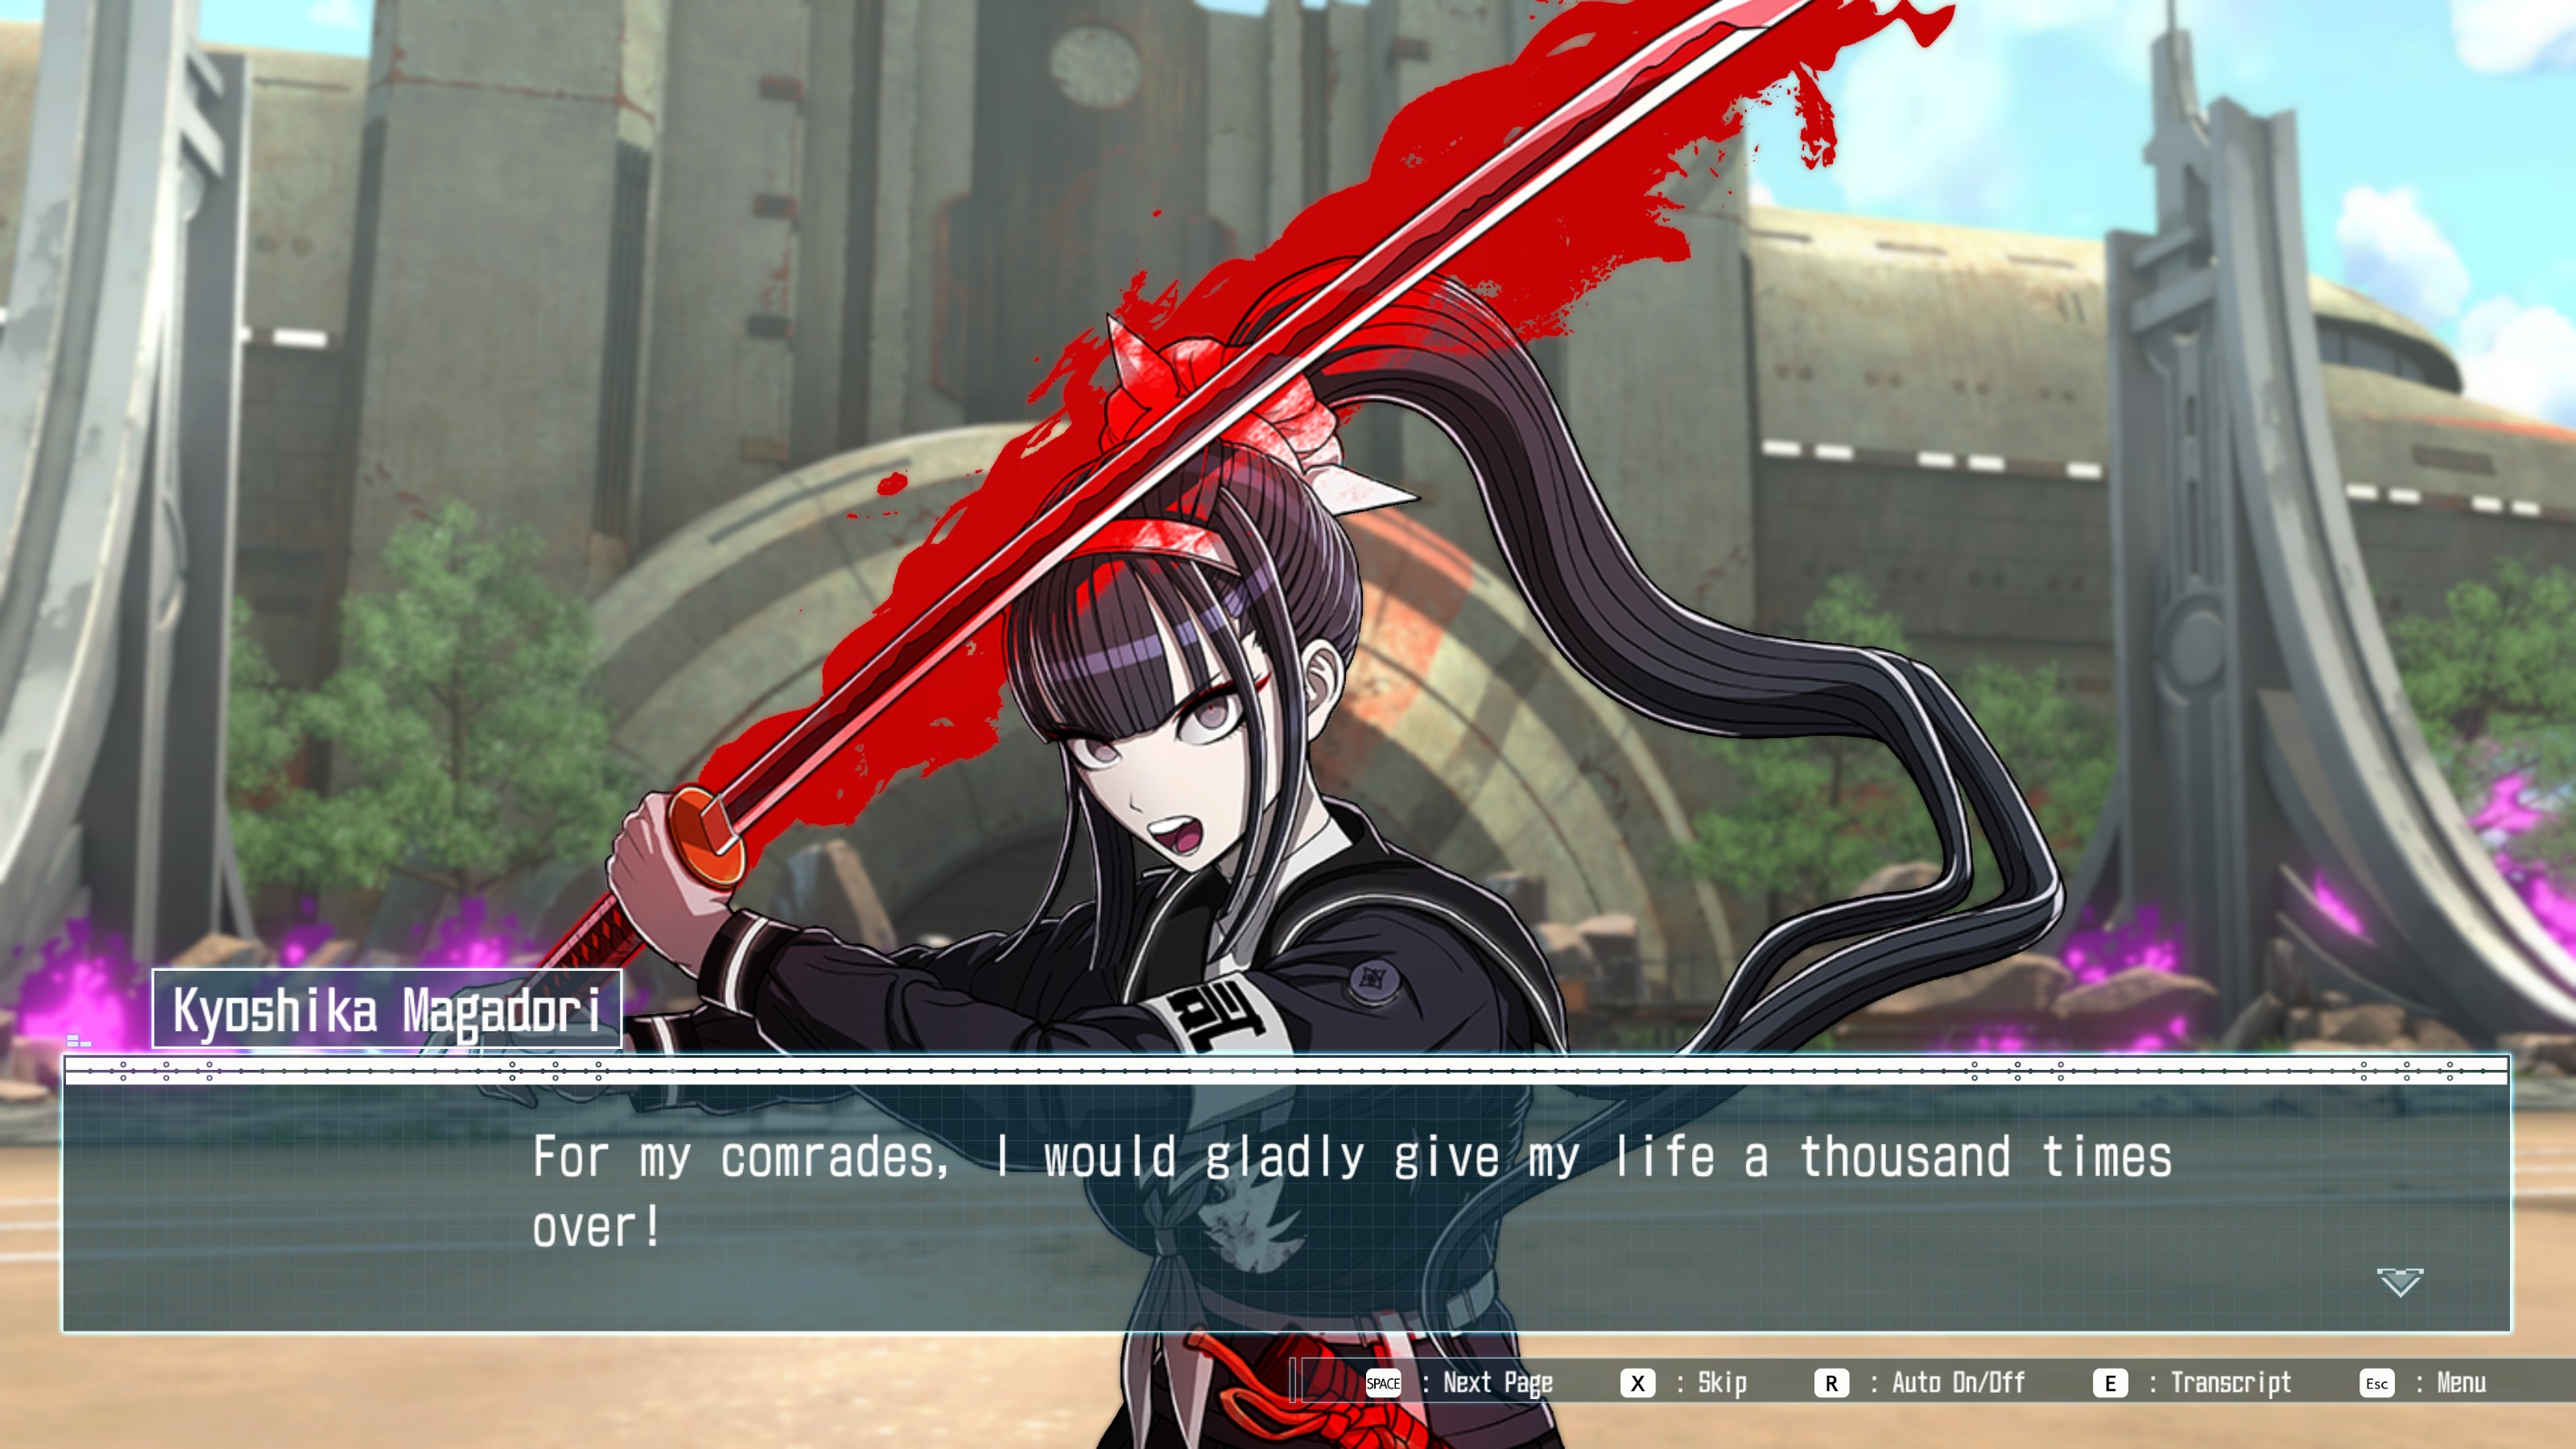 Kyoshika Magadori
For my comrades, I would gladly give my life a thousand times
over!
SPACE : Next Page X : Skip R : Auto On/Off E : Transcript Esc : Menu